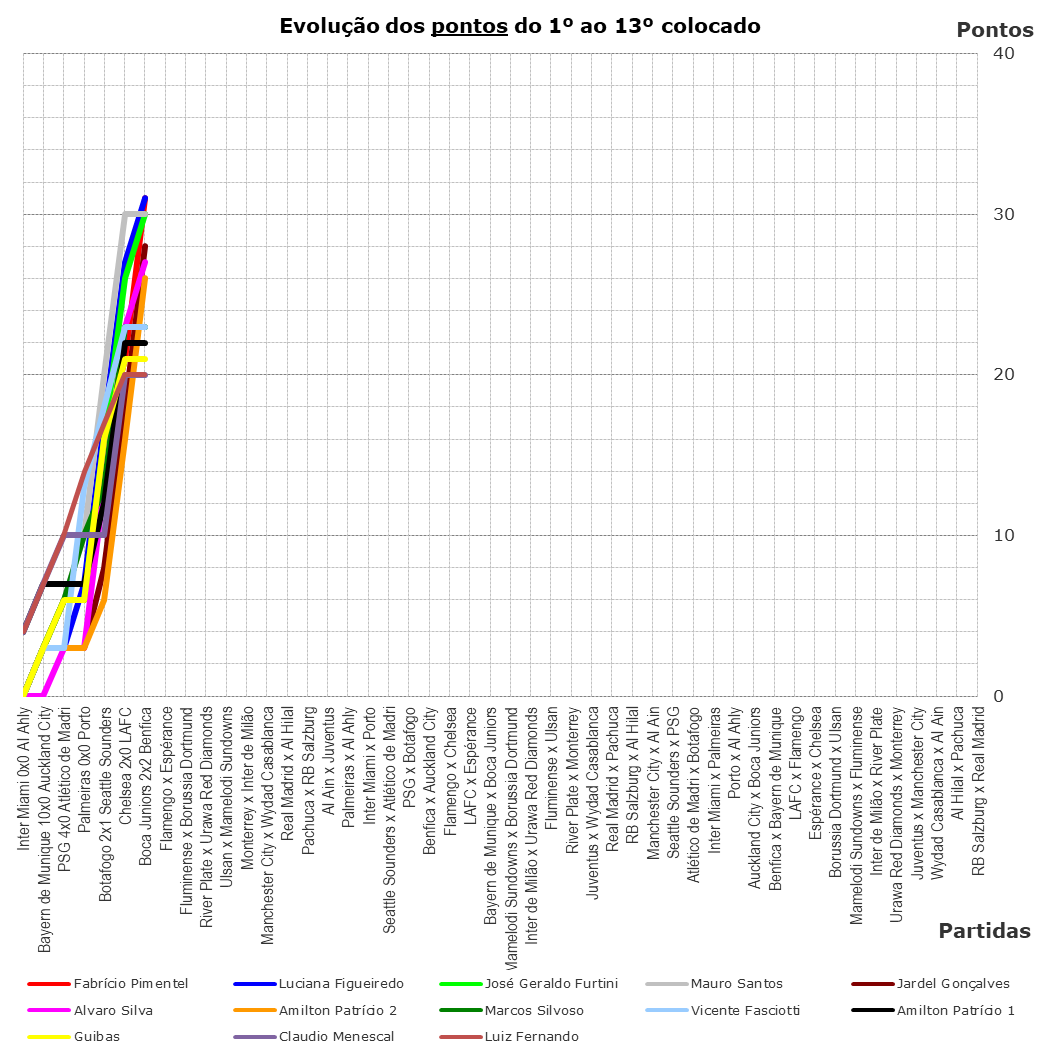 Evolução dos pontos do 1º ao 13º colocado
Pontos
40
30
20
10
0
Inter Miami 0x0 Al Ahly
Bayern de Munique 10x0 Auckland City
PSG 4x0 Atlético de Madri
Palmeiras 0x0 Porto
Botafogo 2x1 Seattle Sounders
Chelsea 2x0 LAFC
Boca Juniors 2x2 Benfica
Flamengo x Espérance
Fluminense x Borussia Dortmund
River Plate x Urawa Red Diamonds
Ulsan x Mamelodi Sundowns
Monterrey x Inter de Milão
Manchester City x Wydad Casablanca
Real Madrid x Al Hilal
Pachuca x RB Salzburg
Al Ain x Juventus
Palmeiras x Al Ahly
Inter Miami x Porto
Seattle Sounders x Atlético de Madri
PSG x Botafogo
Benfica x Auckland City
Flamengo x Chelsea
LAFC x Espérance
Bayern de Munique x Boca Juniors
Mamelodi Sundowns x Borussia Dortmund
Inter de Milão x Urawa Red Diamonds
Fluminense x Ulsan
River Plate x Monterrey
Juventus x Wydad Casablanca
Real Madrid x Pachuca
RB Salzburg x Al Hilal
Manchester City x Al Ain
Seattle Sounders x PSG
Atlético de Madri x Botafogo
Inter Miami x Palmeiras
Porto x Al Ahly
Auckland City x Boca Juniors
Benfica x Bayern de Munique
LAFC x Flamengo
Espérance x Chelsea
Borussia Dortmund x Ulsan
Mamelodi Sundowns x Fluminense
Inter de Milão x River Plate
Urawa Red Diamonds x Monterrey
Juventus x Manchester City
Wydad Casablanca x Al Ain
Al Hilal x Pachuca
RB Salzburg x Real Madrid
Partidas
Fabrício Pimentel
Luciana Figueiredo
José Geraldo Furtini
Mauro Santos
Jardel Gonçalves
Alvaro Silva
Amilton Patrício 2
Marcos Silvoso
Vicente Fasciotti
Amilton Patrício 1
Guibas
Claudio Menescal
Luiz Fernando